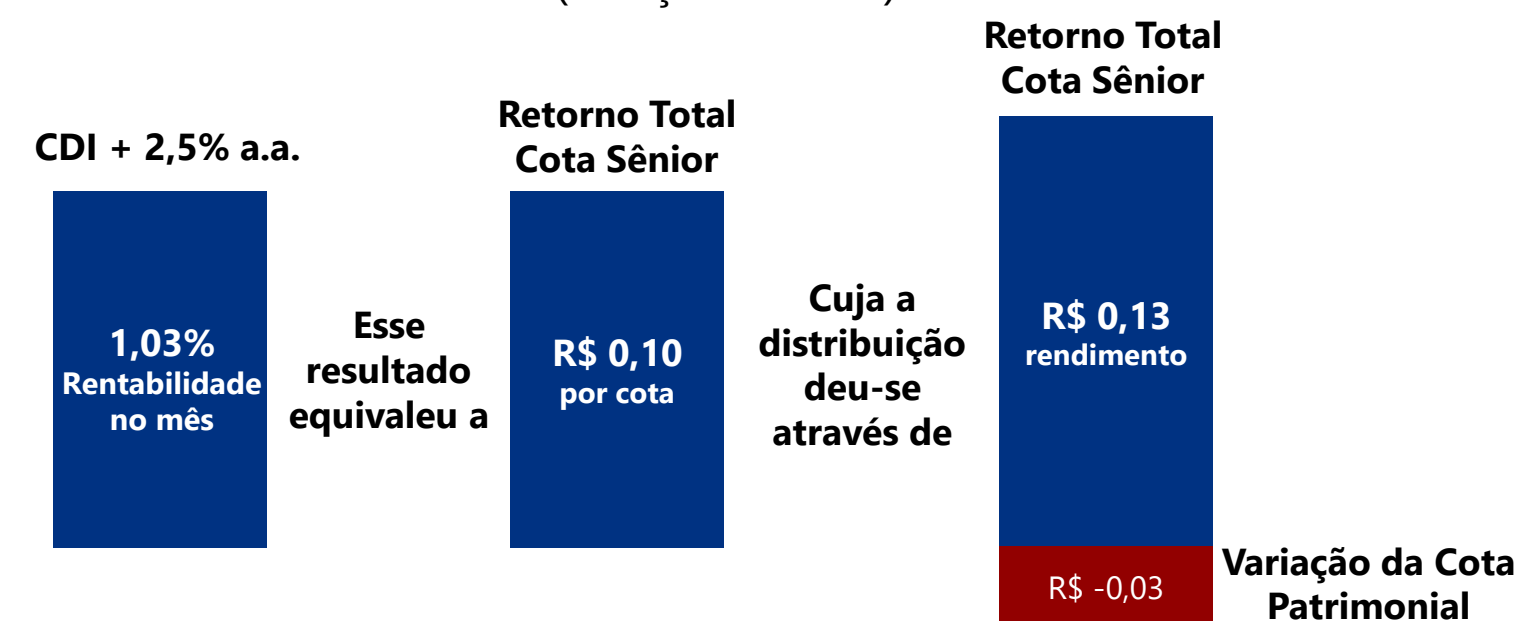 CDI + 2,5% a.a.
1,03%
Rentabilidade
no mês
Esse
resultado
equivaleu a
Retorno Total
Cota Sênior
R$ 0,10
por cota
Cuja a
distribuição
deu-se
através de
Retorno Total
Cota Sênior
R$ 0,13
rendimento
R$ -0,03
Variação da Cota
Patrimonial